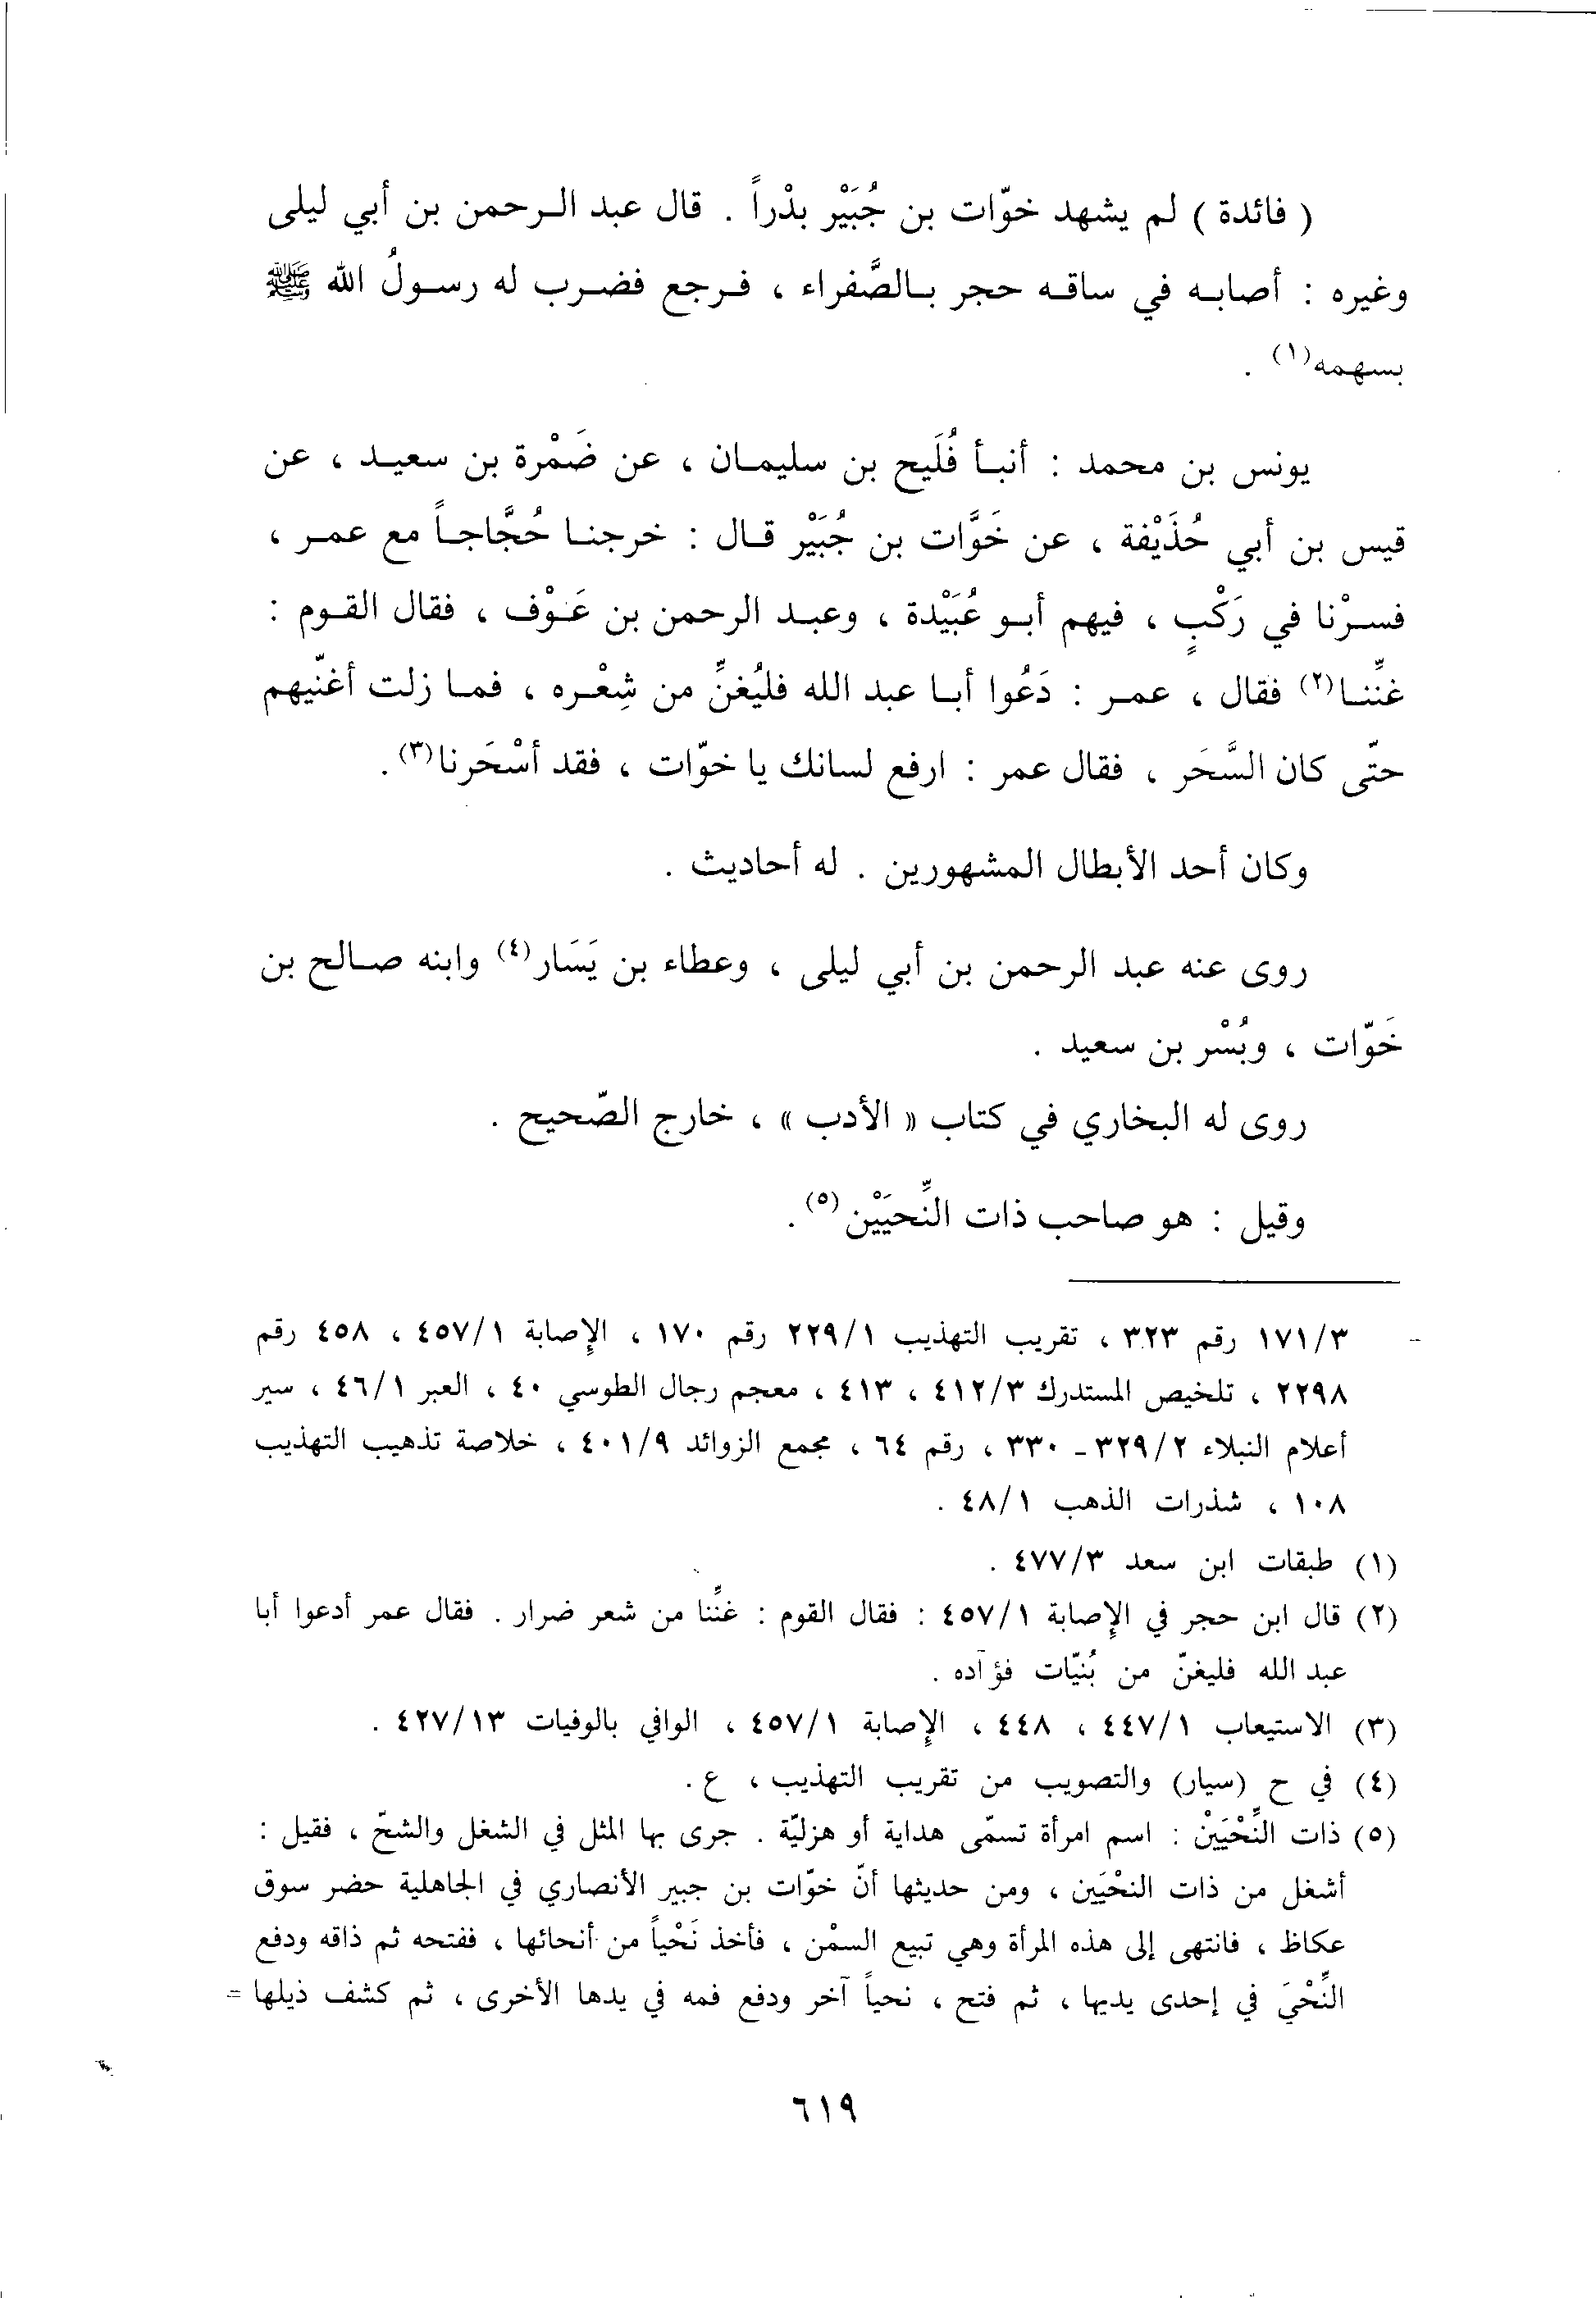 ( فائدة ) لم يشهد خوّات بن جُبَيْر بدْراً . قال عبد الرحمن بن أبي ليلى
وغيره : أصابه في ساقه حجر بالصَّفراء ، فرجع فضرب له رسولُ الله ﷺ
بسهمه(١) .
يونس بن محمد : أنبأ فُلَيح بن سليمان ، عن ضَمْرة بن سعيد ، عن
قيس بن أبي حُذَيْفة ، عن خَوَّات بن جُبَيْر قال : خرجنا حُجَّاجاً مع عمر ،
فسرْنا في رَكْبٍ ، فيهم أبو عُبَيْدة ، وعبد الرحمن بن عَوْف ، فقال القوم :
غنِّنا(٢) فقال ، عمر : دَعُوا أبا عبد الله فليُغنِّ من شِعْره ، فما زلت أغنّيهم
حتّى كان السَّحَر ، فقال عمر : ارفع لسانك يا خوّات ، فقد أسْحَرنا(٣) .
وكان أحد الأبطال المشهورين . له أحاديث .
روى عنه عبد الرحمن بن أبي ليلى ، وعطاء بن يَسَار(٤) وابنه صالح بن
خَوّات ، وبُسْر بن سعيد .
روى له البخاري في كتاب « الأدب » ، خارج الصّحيح .
وقيل : هو صاحب ذات النِّحيَيْن(٥) .
– ١٧١/٣ رقم ٣٢٣ ، تقريب التهذيب ٢٢٩/١ رقم ١٧٠ ، الإصابة ٤٥٧/١ ، ٤٥٨ رقم
٢٢٩٨ ، تلخيص المستدرك ٤١٢/٣ ، ٤١٣ ، معجم رجال الطوسي ٤٠ ، العبر ٤٦/١ ، سير
أعلام النبلاء ٣٢٩/٢ - ٣٣٠ ، رقم ٦٤ ، مجمع الزوائد ٤٠١/٩ ، خلاصة تذهيب التهذيب
١٠٨ ، شذرات الذهب ٤٨/١ .
(١) طبقات ابن سعد ٤٧٧/٣ .
(٢) قال ابن حجر في الإصابة ٤٥٧/١ : فقال القوم : غنِّنا من شعر ضرار . فقال عمر أدعوا أبا
عبد الله فليغنّ من بُنيّات فؤآده .
(٣) الاستيعاب ٤٤٧/١ ، ٤٤٨ ، الإصابة ٤٥٧/١ ، الوافي بالوفيات ٤٢٧/١٣ .
(٤) في ح (سيار) والتصويب من تقريب التهذيب ، ع .
(٥) ذات النِّحْيَيْن : اسم امرأة تسمّى هداية أو هزليّة . جرى بها المثل في الشغل والشحّ ، فقيل :
أشغل من ذات النحْيَين ، ومن حديثها أنّ خوّات بن جبير الأنصاري في الجاهلية حضر سوق
عكاظ ، فانتهى إلى هذه المرأة وهي تبيع السمْن ، فأخذ نَحْياً من أنحائها ، ففتحه ثم ذاقه ودفع
النِّحْيَ في إحدى يديها ، ثم فتح ، نحياً آخر ودفع فمه في يدها الأخرى ، ثم كشف ذيلها =
٦١٩